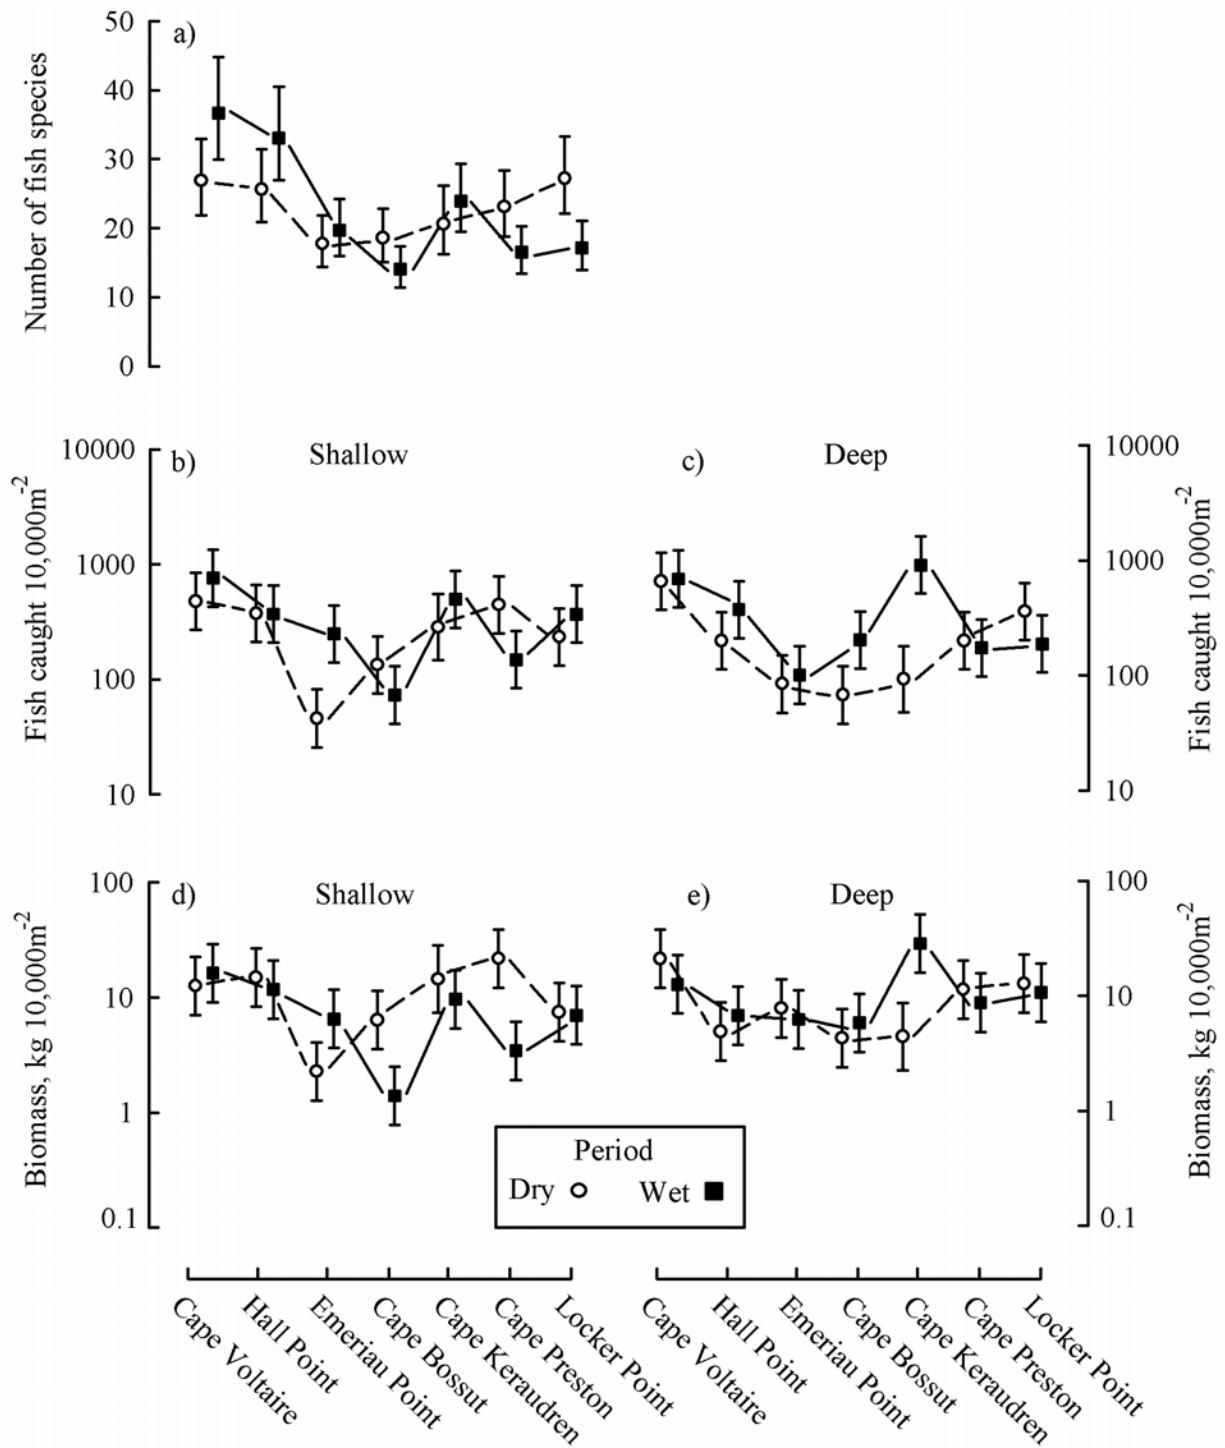 a)
Number of fish species
50
40
30
20
10
0
b)
Shallow
Fish caught 10,000m-2
10000
1000
100
10
c)
Deep
10000
1000
100
10
Fish caught 10,000m-2
d)
Shallow
Biomass, kg 10,000m-2
100
10
1
0.1
e)
Deep
100
10
1
0.1
Biomass, kg 10,000m-2
Period
Dry Wet
Cape Voltaire
Hall Point
Emeriau Point
Cape Bossut
Cape Keraudren
Cape Preston
Locker Point
Cape Voltaire
Hall Point
Emeriau Point
Cape Bossut
Cape Keraudren
Cape Preston
Locker Point